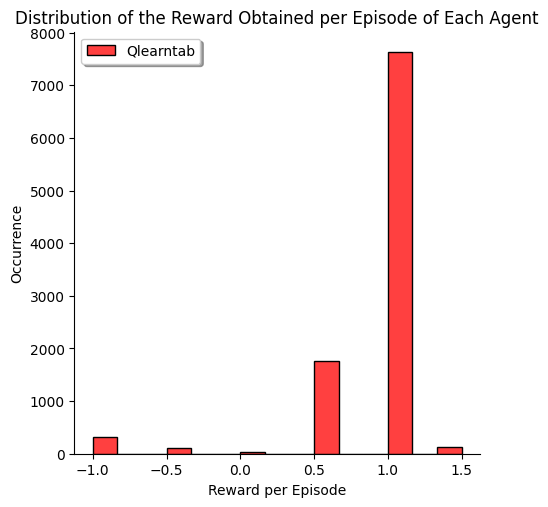 Distribution of the Reward Obtained per Episode of Each Agent
Qlearntab
8000
7000
6000
5000
4000
3000
2000
1000
0
Occurrence
−1.0 −0.5 0.0 0.5 1.0 1.5
Reward per Episode